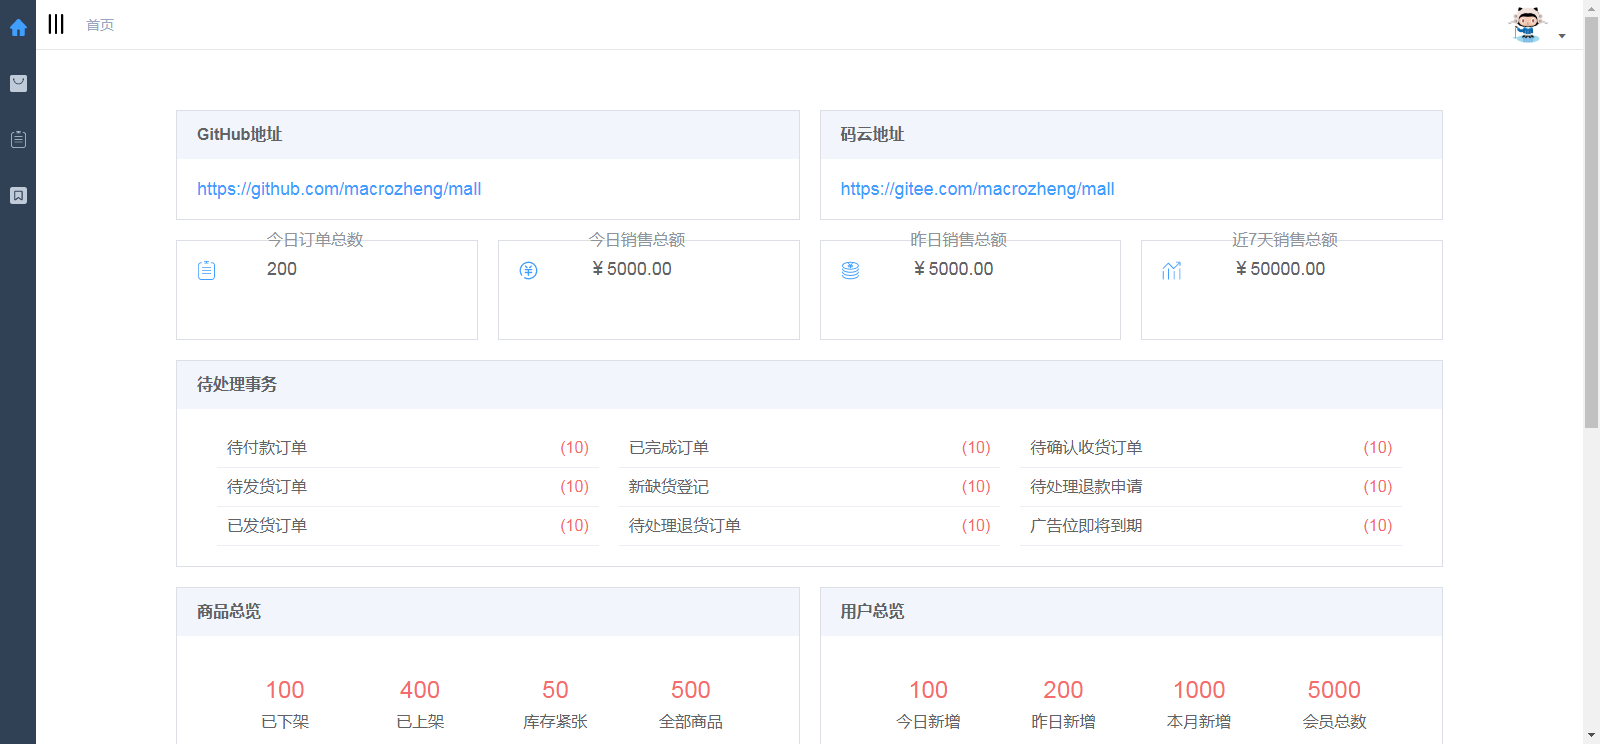 首页
GitHub地址
码云地址
https://github.com/macrozheng/mall
https://gitee.com/macrozheng/mall
今日订单总数
200
今日销售总额
￥5000.00
昨日销售总额
￥5000.00
近7天销售总额
￥50000.00
待处理事务
待付款订单 (10)
已完成订单 (10)
待确认收货订单 (10)
待发货订单 (10)
新缺货登记 (10)
待处理退款申请 (10)
已发货订单 (10)
待处理退货订单 (10)
广告位即将到期 (10)
商品总览
用户总览
100 400 50 500
已下架 已上架 库存紧张 全部商品
100 200 1000 5000
今日新增 昨日新增 本月新增 会员总数